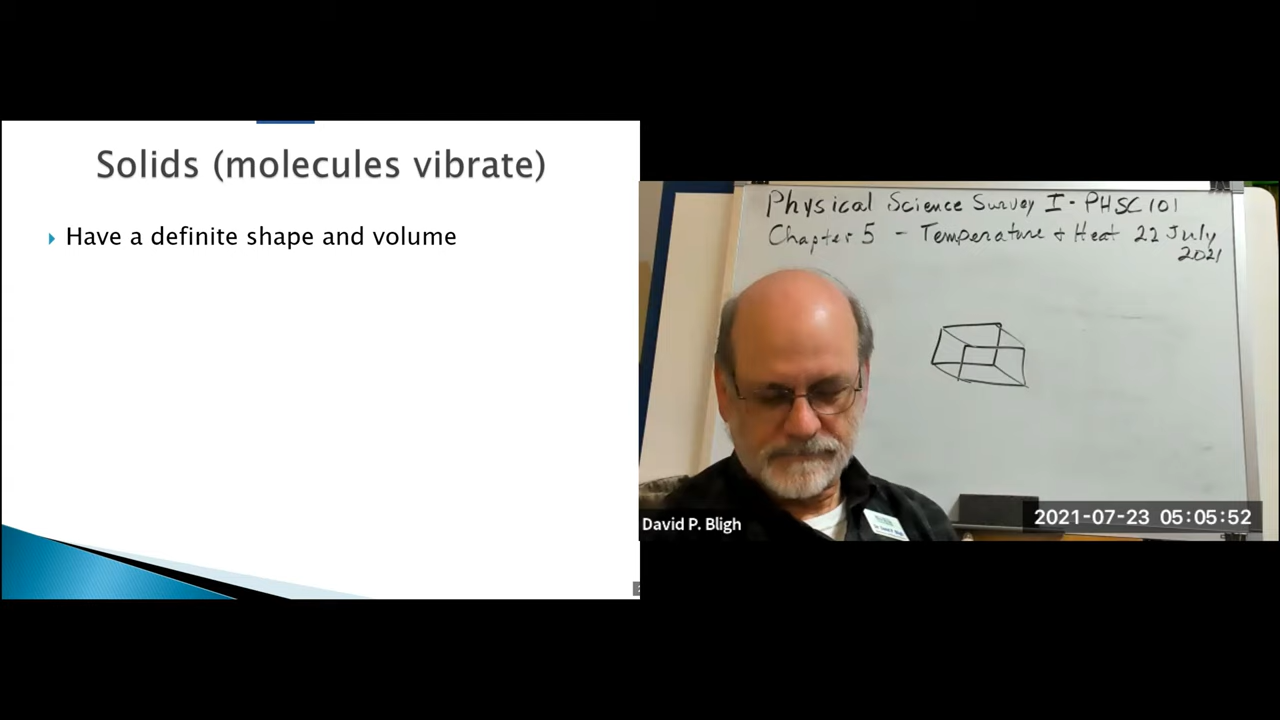 Solids (molecules vibrate)
Have a definite shape and volume
Physical Science Survey I - PHSC 101
Chapter 5 - Temperature + Heat 22 July
2021
David P. Bligh
2021-07-23 05:05:52